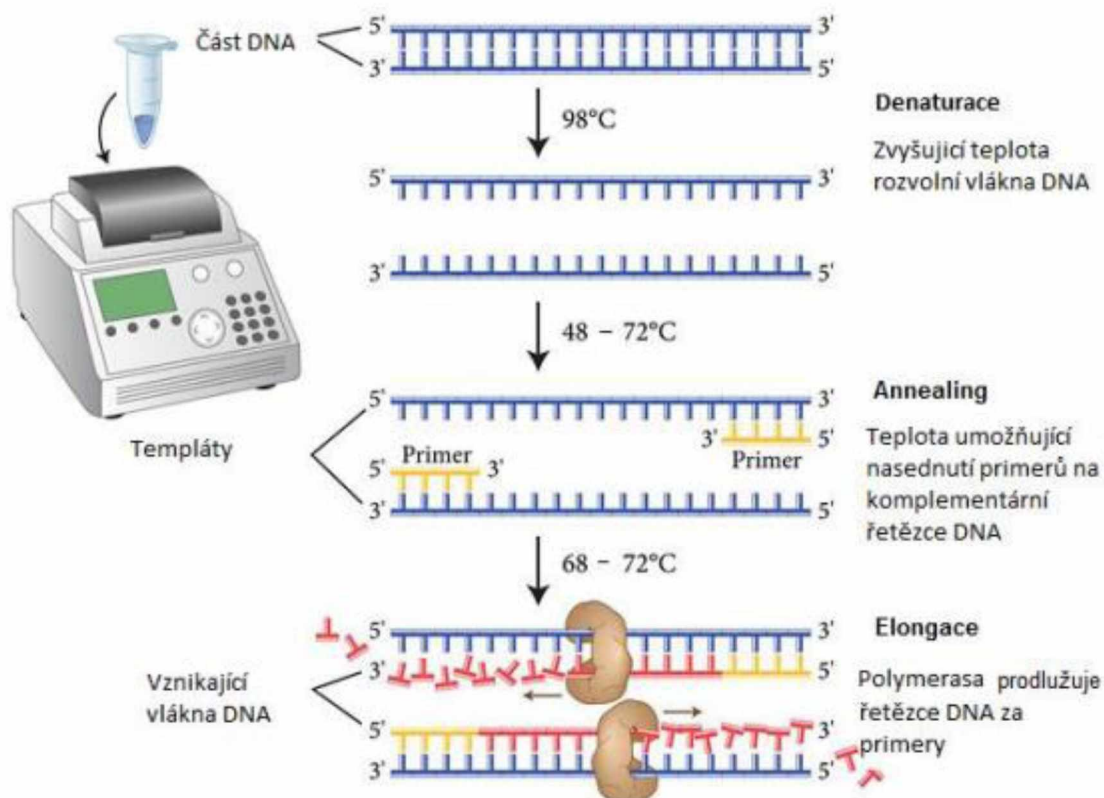 5' 3'
Část DNA
3' 5'
98°C
Denaturace
Zvyšujicí teplota
rozvolní vlákna DNA
5' 3'
3' 5'
48 – 72°C
Annealing
Teplota umožňující
nasednutí primerů na
komplementární
řetězce DNA
5' 3'
3' 5'
Primer
Templáty
Primer
5' 3'
3' 5'
68 – 72°C
Elongace
Polymerasa prodlužuje
řetězce DNA za
primery
5' 3'
3' 5'
Vznikající
vlákna DNA
5' 3'
3' 5'